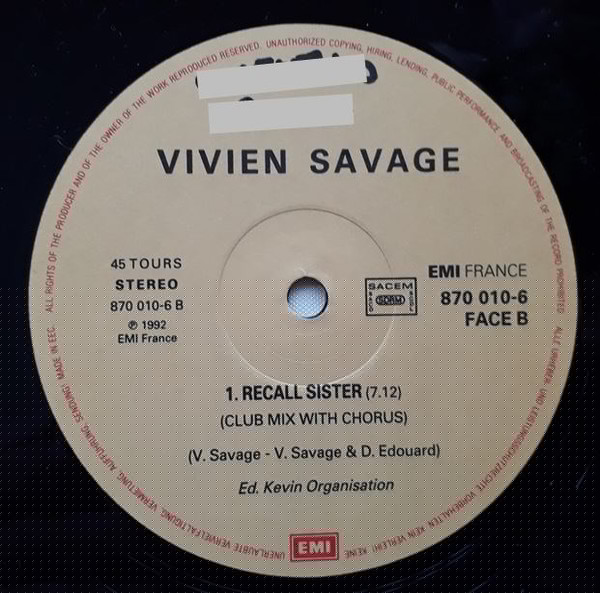 ALL RIGHTS OF THE PRODUCER AND OF THE OWNER OF THE WORK REPRODUCED RESERVED. UNAUTHORIZED COPYING, HIRING, LENDING, PUBLIC PERFORMANCE AND BROADCASTING OF THE RECORD PROHIBITED
VIVIEN SAVAGE
45 TOURS
STEREO
870 010-6 B
℗ 1992
EMI France
SACEM
SDRM
EMI FRANCE
870 010-6
FACE B
1. RECALL SISTER (7.12)
(CLUB MIX WITH CHORUS)
(V. Savage - V. Savage & D. Edouard)
Ed. Kevin Organisation
ALLE URHEBER- UND LEISTUNGSSCHUTZRECHTE VORBEHALTEN. KEIN VERLEIH! KEINE
UNERLAUBTE VERVIELFALTIGUNG, VERMIETUNG, AUFFUHRUNG, SENDUNG! MADE IN EEC.
EMI